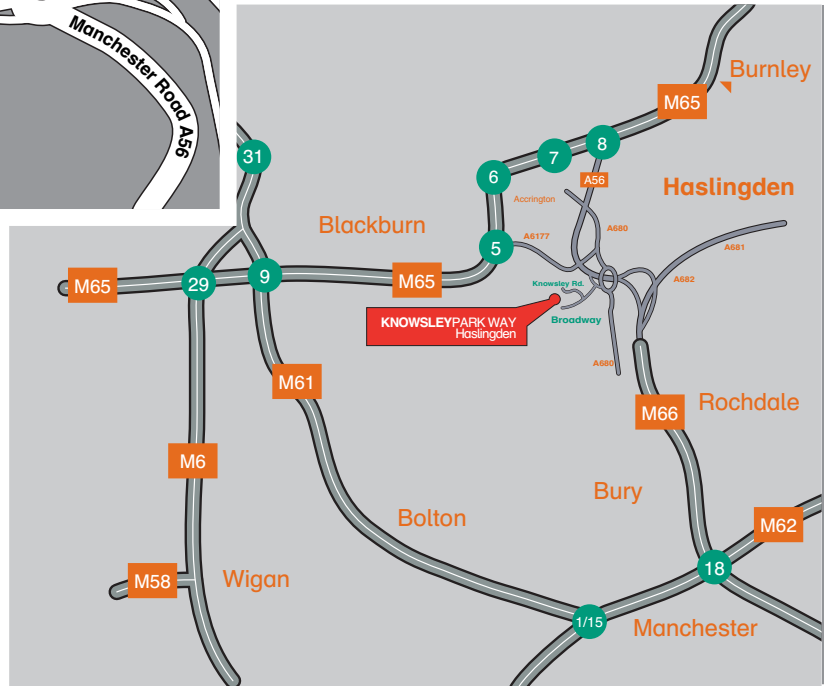 Manchester Road A56
Burnley
M65
31
8
7
6
A56
Haslingden
Accrington
Blackburn
A680
A6177
5
A681
9
29
M65
M65
A682
Knowsley Rd.
KNOWSLEYPARK WAY
Haslingden
Broadway
A680
M61
M66
Rochdale
M6
Bury
Bolton
M62
M58
Wigan
18
1/15
Manchester